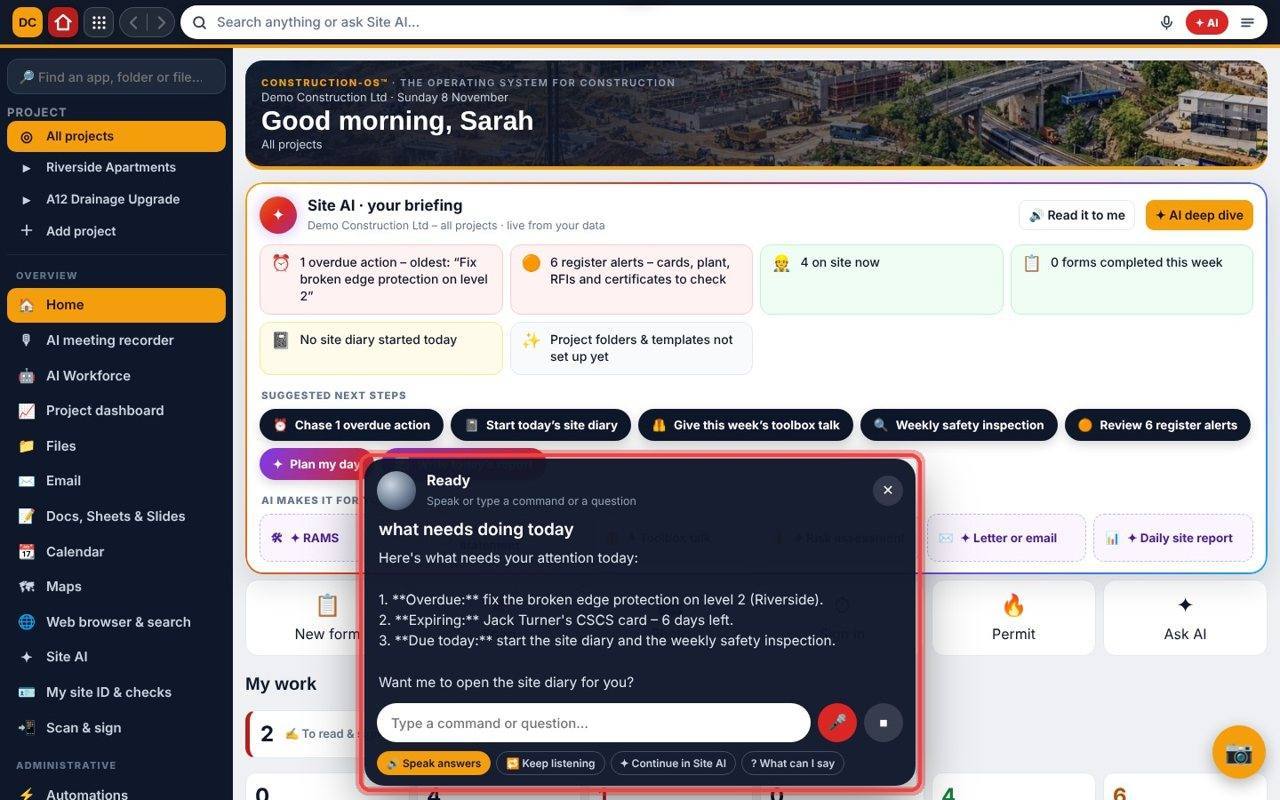 DC
Search anything or ask Site AI...
✦ AI
Find an app, folder or file...
PROJECT
All projects
Riverside Apartments
A12 Drainage Upgrade
Add project
OVERVIEW
Home
AI meeting recorder
AI Workforce
Project dashboard
Files
Email
Docs, Sheets & Slides
Calendar
Maps
Web browser & search
Site AI
My site ID & checks
Scan & sign
ADMINISTRATIVE
Automations
CONSTRUCTION-OS™ · THE OPERATING SYSTEM FOR CONSTRUCTION
Demo Construction Ltd · Sunday 8 November
Good morning, Sarah
All projects
Site AI · your briefing
Demo Construction Ltd – all projects · live from your data
Read it to me
✦ AI deep dive
1 overdue action – oldest: “Fix
broken edge protection on level
2”
6 register alerts – cards, plant,
RFIs and certificates to check
4 on site now
0 forms completed this week
No site diary started today
Project folders & templates not
set up yet
SUGGESTED NEXT STEPS
Chase 1 overdue action
Start today’s site diary
Give this week’s toolbox talk
Weekly safety inspection
Review 6 register alerts
✦ Plan my day
Write today’s report
AI MAKES IT FOR
✦ RAMS
✦ Toolbox talk
✦ Risk assessment
✦ Letter or email
✦ Daily site report
Ready
Speak or type a command or a question
what needs doing today
Here's what needs your attention today:
1. **Overdue:** fix the broken edge protection on level 2 (Riverside).
2. **Expiring:** Jack Turner's CSCS card – 6 days left.
3. **Due today:** start the site diary and the weekly safety inspection.
Want me to open the site diary for you?
Type a command or question...
Speak answers
Keep listening
✦ Continue in Site AI
? What can I say
New form
Permit
Ask AI
My work
2
To read &
0
4
1
0
4
6